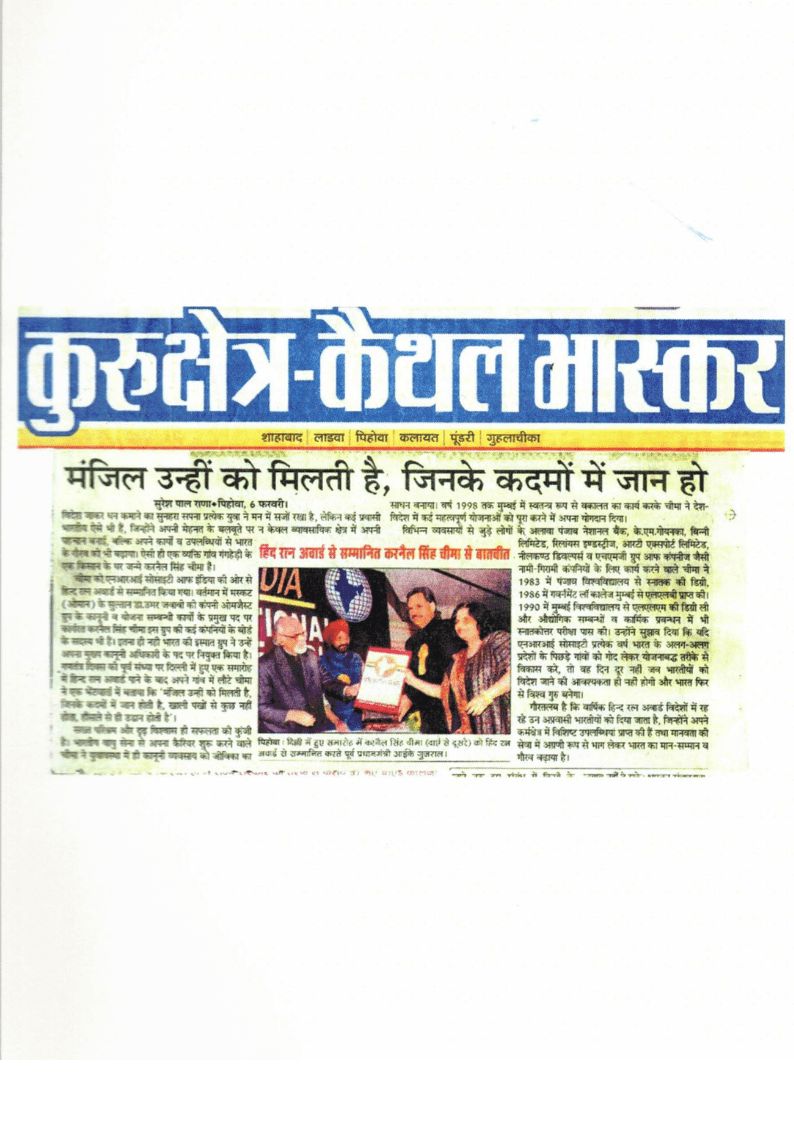 कुरुक्षेत्र-कैथल भास्कर
शाहाबाद | लाडवा | पिहोवा | कलायत | पूंडरी | गुहलाचीका
मंजिल उन्हीं को मिलती है, जिनके कदमों में जान हो
सुरेश पाल राणा•पिहोवा, 6 फरवरी।
विदेश जाकर धन कमाने का सुनहरा सपना प्रत्येक युवा ने मन में सजों रखा है, लेकिन कई प्रवासी
भारतीय ऐसे भी हैं, जिन्होंने अपनी मेहनत के बलबूते पर न केवल व्यावसायिक क्षेत्र में अपनी
पहचान बनाई, बल्कि अपने कार्यों व उपलब्धियों से भारत
के गौरव को भी बढ़ाया। ऐसी ही एक व्यक्ति गांव गंगहेड़ी के
एक किसान के घर जन्मे करनैल सिंह चीमा हैं।
चीमा को एनआरआई सोसाइटी आफ इंडिया की ओर से
हिन्द रत्न अवार्ड से सम्मानित किया गया। वर्तमान में मस्कट
(ओमान) के सुल्तान डा.उमर जवाबी की कंपनी ओमजैस्ट
ग्रुप के कानूनी व योजना सम्बन्धी कार्यों के प्रमुख पद पर
कार्यरत करनैल सिंह चीमा इस ग्रुप की कई कंपनियों के बोर्ड
के सदस्य भी है। इतना ही नहीं भारत की इस्पात ग्रुप ने उन्हें
अपना मुख्य कानूनी अधिकारी के पद पर नियुक्त किया है।
गणतंत्र दिवस की पूर्व संध्या पर दिल्ली में हुए एक समारोह
में हिन्द रत्न अवार्ड पाने के बाद अपने गांव में लौटे चीमा
ने एक भेंटवार्ता में बताया कि 'मंजिल उन्हीं को मिलती है,
जिनके कदमों में जान होती है, खाली पंखों से कुछ नहीं
होता, हौंसले से ही उड़ान होती है'।
सतत परिश्रम और दृढ़ विश्वास ही सफलता की कुंजी
है। भारतीय वायु सेना से अपना कैरियर शुरू करने वाले
चीमा ने युवावस्था में ही कानूनी व्यवसाय को जीविका का
हिंद रत्न अवार्ड से सम्मानित करनैल सिंह चीमा से बातचीत
पिहोवा : दिल्ली में हुए समारोह में करनैल सिंह चीमा (दाएं से दूसरे) को हिंद रत्न
अवार्ड से सम्मानित करते पूर्व प्रधानमंत्री आईके गुजराल।
साधन बनाया। वर्ष 1998 तक मुम्बई में स्वतन्त्र रूप से वकालत का कार्य करके चीमा ने देश-
विदेश में कई महत्वपूर्ण योजनाओं को पूरा करने में अपना योगदान दिया।
विभिन्न व्यवसायों से जुड़े लोगों के अलावा पंजाब नेशनल बैंक, के.एम.गोयनका, बिन्नी
लिमिटेड, रिलायंस इण्डस्ट्रीज, आरटी एक्सपोर्ट लिमिटेड,
नीलकण्ठ डिवल्पर्स व एचएमजी ग्रुप आफ कंपनीज जैसी
नामी-गिरामी कंपनियों के लिए कार्य करने वाले चीमा ने
1983 में पंजाब विश्वविद्यालय से स्नातक की डिग्री,
1986 में गवर्नमेंट लॉ कालेज मुम्बई से एलएलबी प्राप्त की।
1990 में मुम्बई विश्वविद्यालय से एलएलएम की डिग्री ली
और औद्योगिक सम्बन्धों व कार्मिक प्रबन्धन में भी
स्नातकोत्तर परीक्षा पास की। उन्होंने सुझाव दिया कि यदि
एनआरआई सोसाइटी प्रत्येक वर्ष भारत के अलग-अलग
प्रदेशों के पिछड़े गांवों को गोद लेकर योजनाबद्ध तरीके से
विकास करे, तो वह दिन दूर नहीं जब भारतीयों को
विदेश जाने की आवश्यकता ही नहीं होगी और भारत फिर
से विश्व गुरु बनेगा।
गौरतलब है कि वार्षिक हिन्द रत्न अवार्ड विदेशों में रह
रहे उन अप्रवासी भारतीयों को दिया जाता है, जिन्होंने अपने
कर्मक्षेत्र में विशिष्ट उपलब्धियां प्राप्त की हैं तथा मानवता की
सेवा में अग्रणी रूप से भाग लेकर भारत का मान-सम्मान व
गौरव बढ़ाया है।